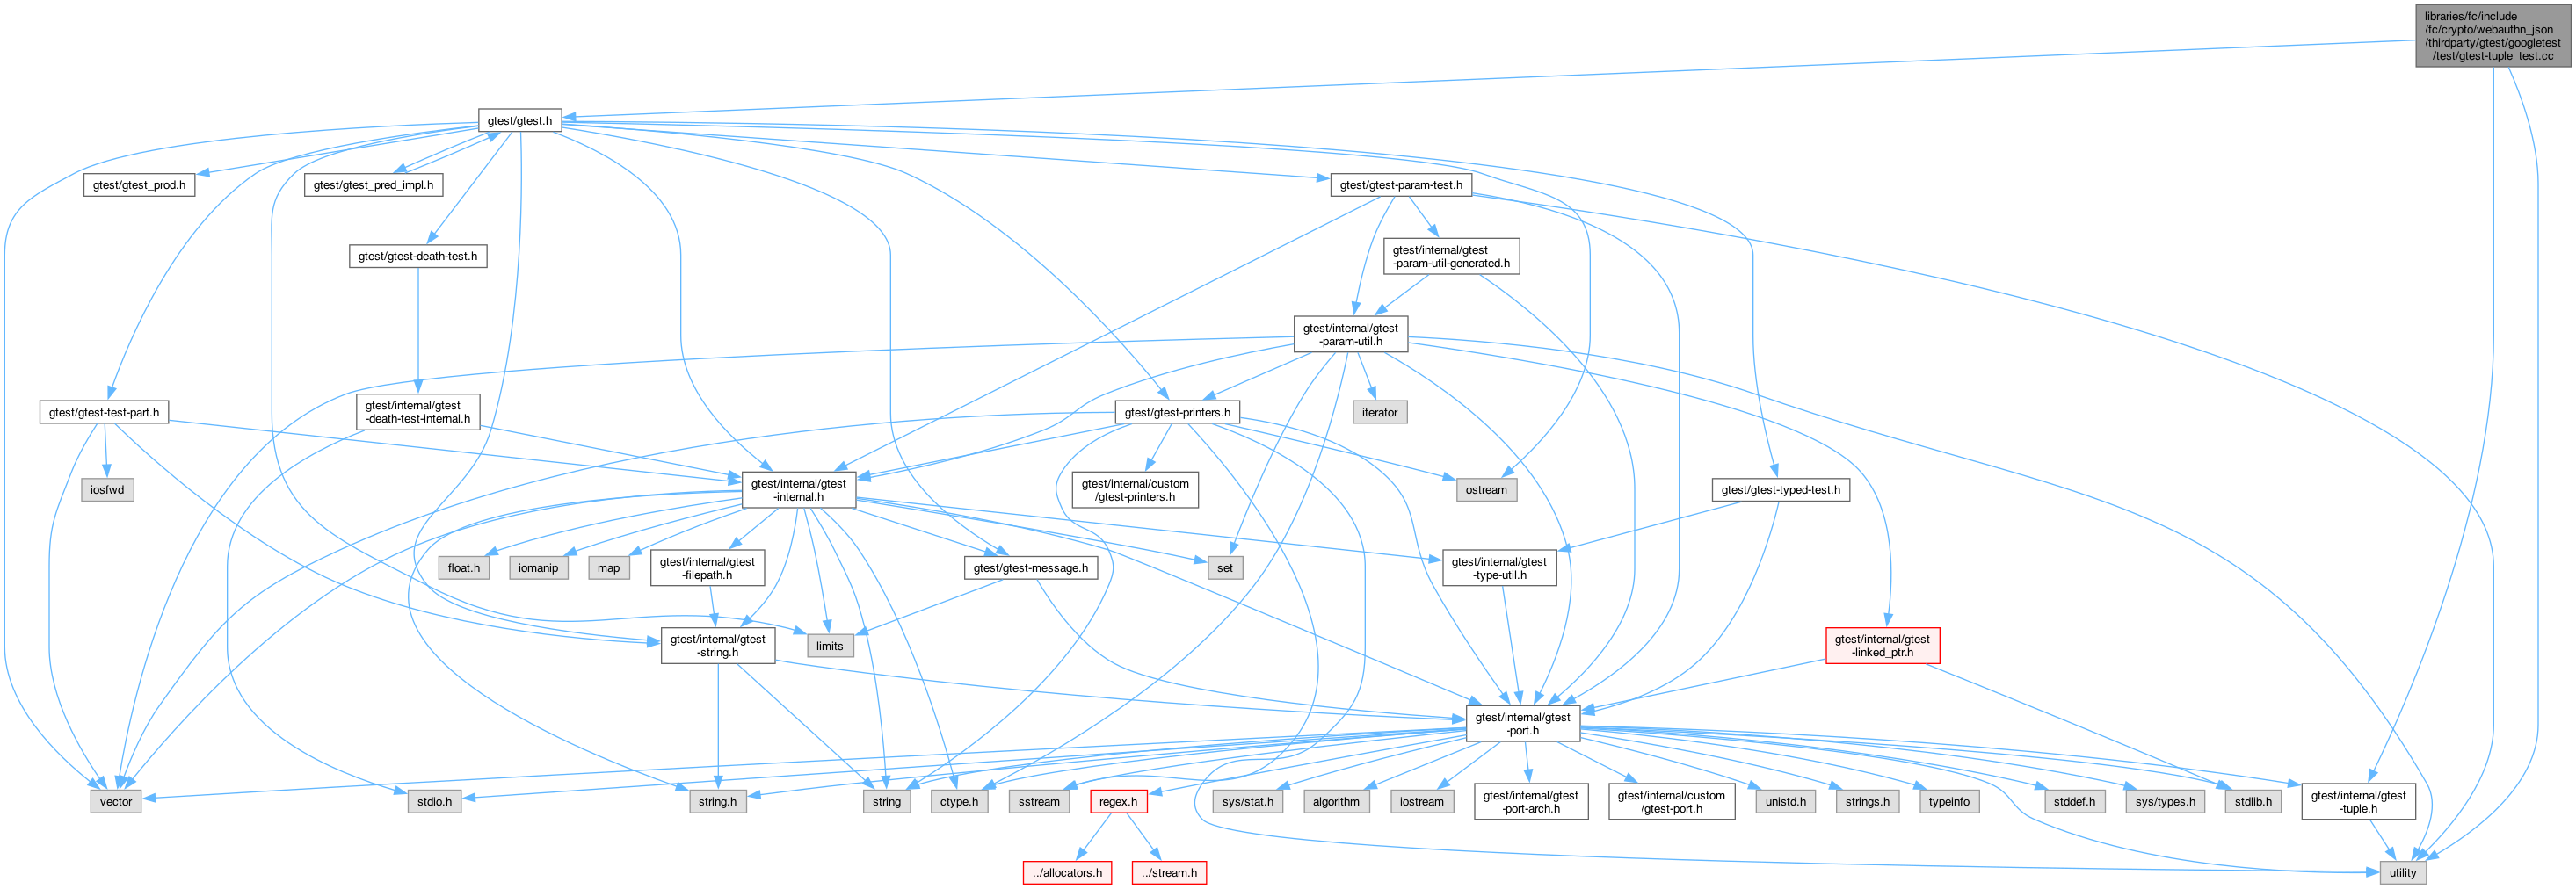 libraries/fc/include
/fc/crypto/webauthn_json
/thirdparty/gtest/googletest
/test/gtest-tuple_test.cc
gtest/gtest.h
gtest/gtest_prod.h
gtest/gtest_pred_impl.h
gtest/gtest-param-test.h
gtest/gtest-death-test.h
gtest/internal/gtest
-param-util-generated.h
gtest/internal/gtest
-param-util.h
gtest/gtest-test-part.h
gtest/internal/gtest
-death-test-internal.h
gtest/gtest-printers.h
iterator
iosfwd
gtest/internal/gtest
-internal.h
gtest/internal/custom
/gtest-printers.h
ostream
gtest/gtest-typed-test.h
float.h
iomanip
map
gtest/internal/gtest
-filepath.h
gtest/gtest-message.h
set
gtest/internal/gtest
-type-util.h
gtest/internal/gtest
-string.h
limits
gtest/internal/gtest
-linked_ptr.h
gtest/internal/gtest
-port.h
vector
stdio.h
string.h
string
ctype.h
sstream
regex.h
sys/stat.h
algorithm
iostream
gtest/internal/gtest
-port-arch.h
gtest/internal/custom
/gtest-port.h
unistd.h
strings.h
typeinfo
stddef.h
sys/types.h
stdlib.h
gtest/internal/gtest
-tuple.h
../allocators.h
../stream.h
utility